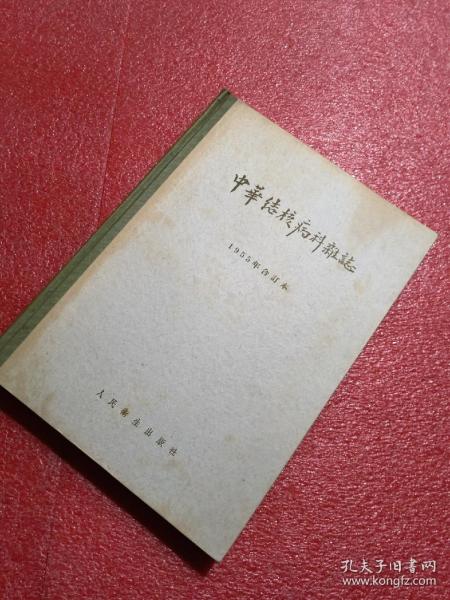 中華结核病科雜誌
1955年合訂本
人民衛生出版社
孔夫子旧书网
www.kongfz.com